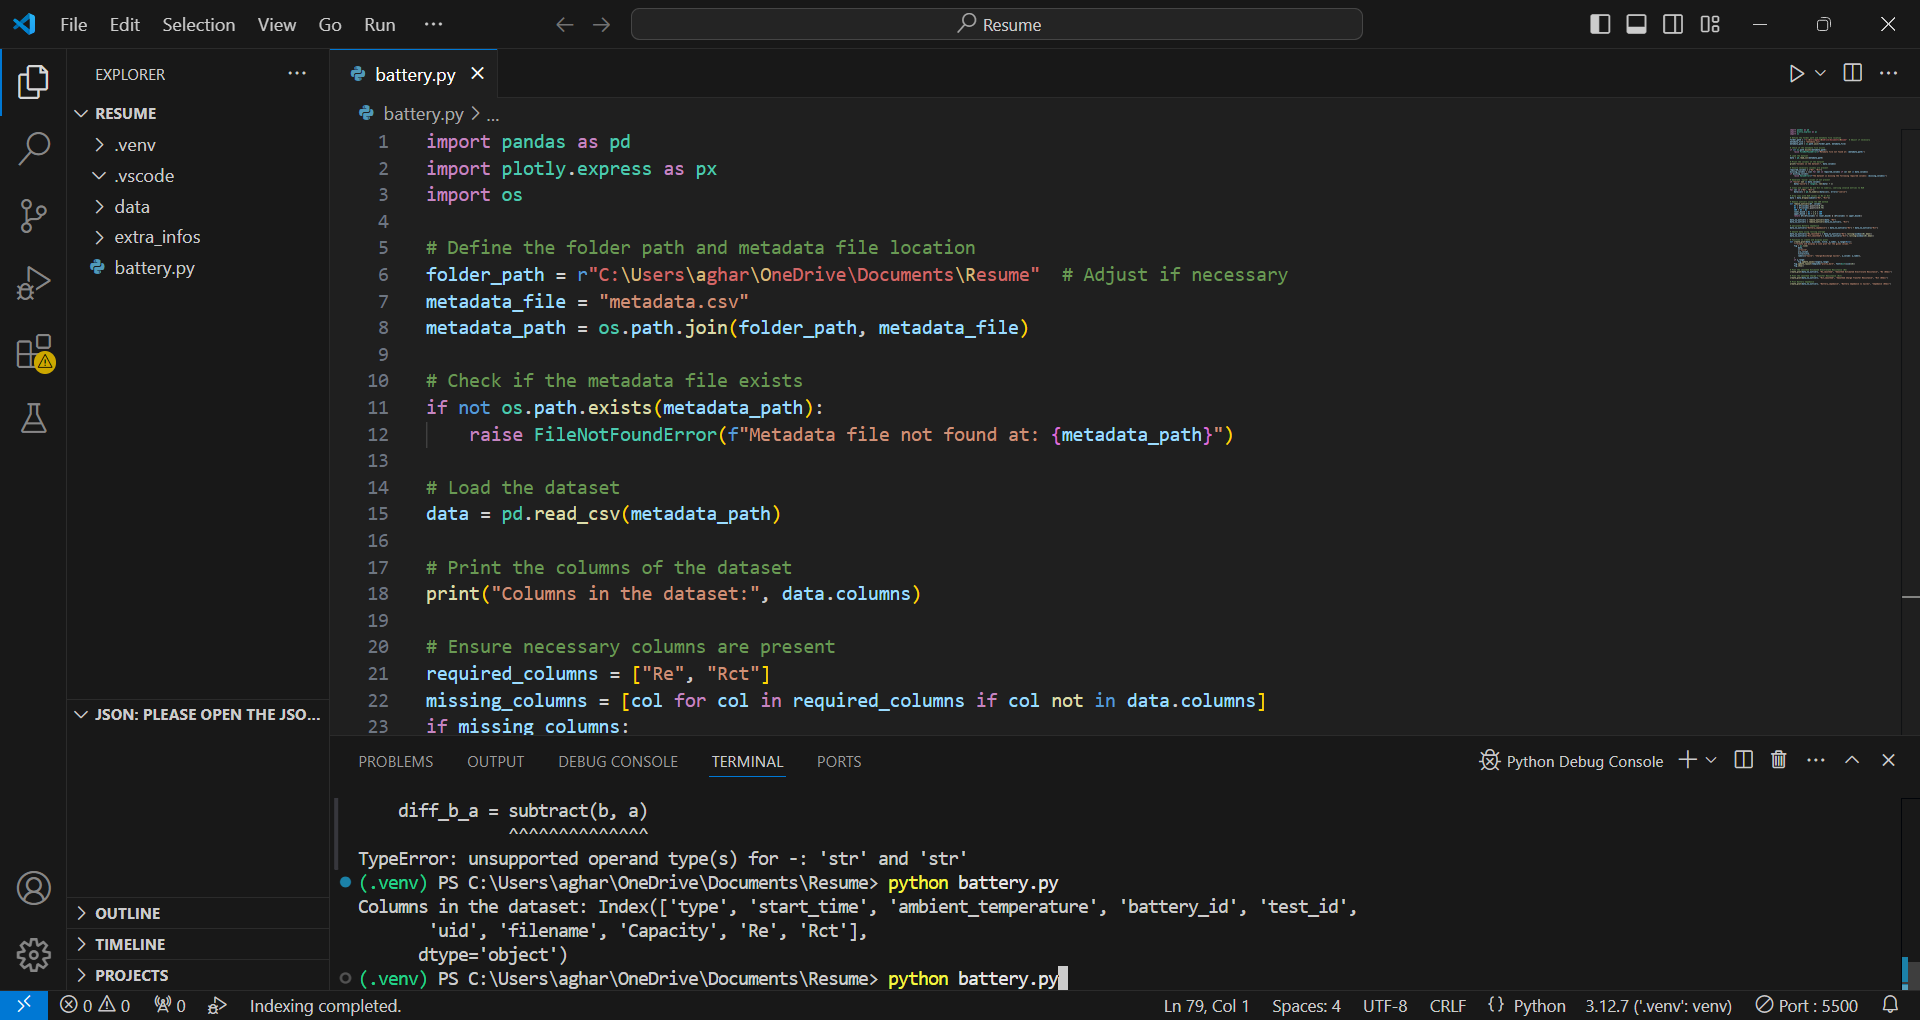 File Edit Selection View Go Run ··· Resume
EXPLORER ···
RESUME
.venv
.vscode
data
extra_infos
battery.py
JSON: PLEASE OPEN THE JSO...
OUTLINE
TIMELINE
PROJECTS
battery.py
battery.py > ...
1 import pandas as pd
2 import plotly.express as px
3 import os
4
5 # Define the folder path and metadata file location
6 folder_path = r"C:\Users\aghar\OneDrive\Documents\Resume"  # Adjust if necessary
7 metadata_file = "metadata.csv"
8 metadata_path = os.path.join(folder_path, metadata_file)
9
10 # Check if the metadata file exists
11 if not os.path.exists(metadata_path):
12     raise FileNotFoundError(f"Metadata file not found at: {metadata_path}")
13
14 # Load the dataset
15 data = pd.read_csv(metadata_path)
16
17 # Print the columns of the dataset
18 print("Columns in the dataset:", data.columns)
19
20 # Ensure necessary columns are present
21 required_columns = ["Re", "Rct"]
22 missing_columns = [col for col in required_columns if col not in data.columns]
23 if missing_columns:
PROBLEMS OUTPUT DEBUG CONSOLE TERMINAL PORTS Python Debug Console
diff_b_a = subtract(b, a)
^^^^^^^^^^^^^^
TypeError: unsupported operand type(s) for -: 'str' and 'str'
(.venv) PS C:\Users\aghar\OneDrive\Documents\Resume> python battery.py
Columns in the dataset: Index(['type', 'start_time', 'ambient_temperature', 'battery_id', 'test_id',
'uid', 'filename', 'Capacity', 'Re', 'Rct'],
dtype='object')
(.venv) PS C:\Users\aghar\OneDrive\Documents\Resume> python battery.py
0 0 0 Indexing completed. Ln 79, Col 1 Spaces: 4 UTF-8 CRLF {} Python 3.12.7 ('.venv': venv) Port : 5500